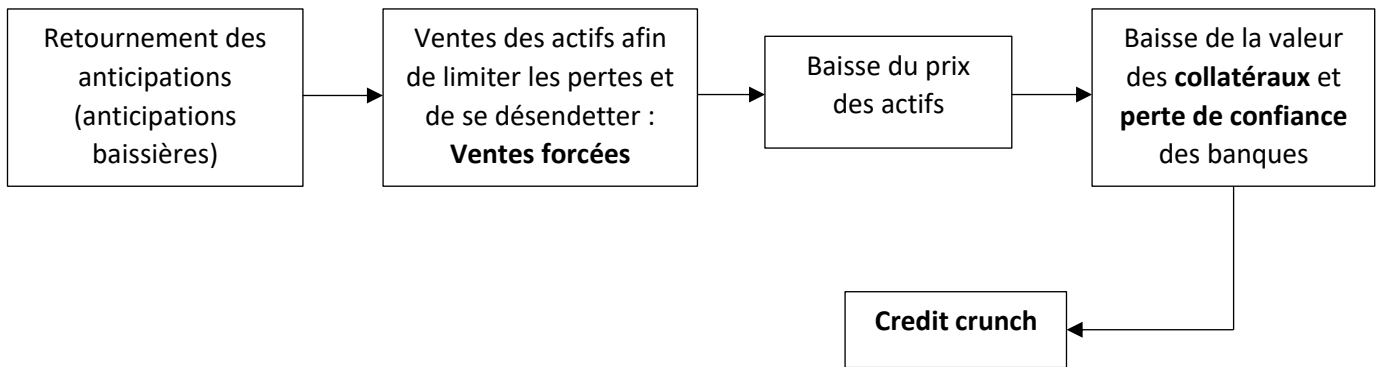 Retournement des
anticipations
(anticipations
baissières)
Ventes des actifs afin
de limiter les pertes et
de se désendetter :
Ventes forcées
Baisse du prix
des actifs
Baisse de la valeur
des collatéraux et
perte de confiance
des banques
Credit crunch